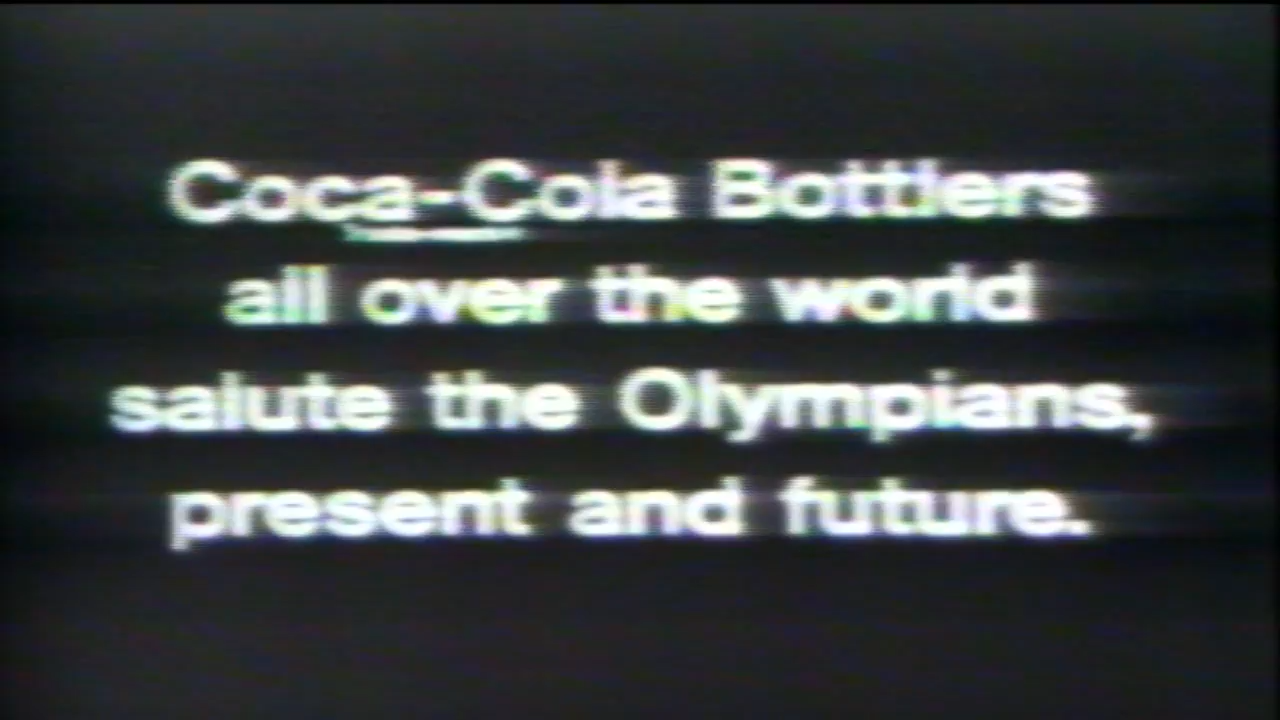 Coca-Cola Bottlers
all over the world
salute the Olympians,
present and future.